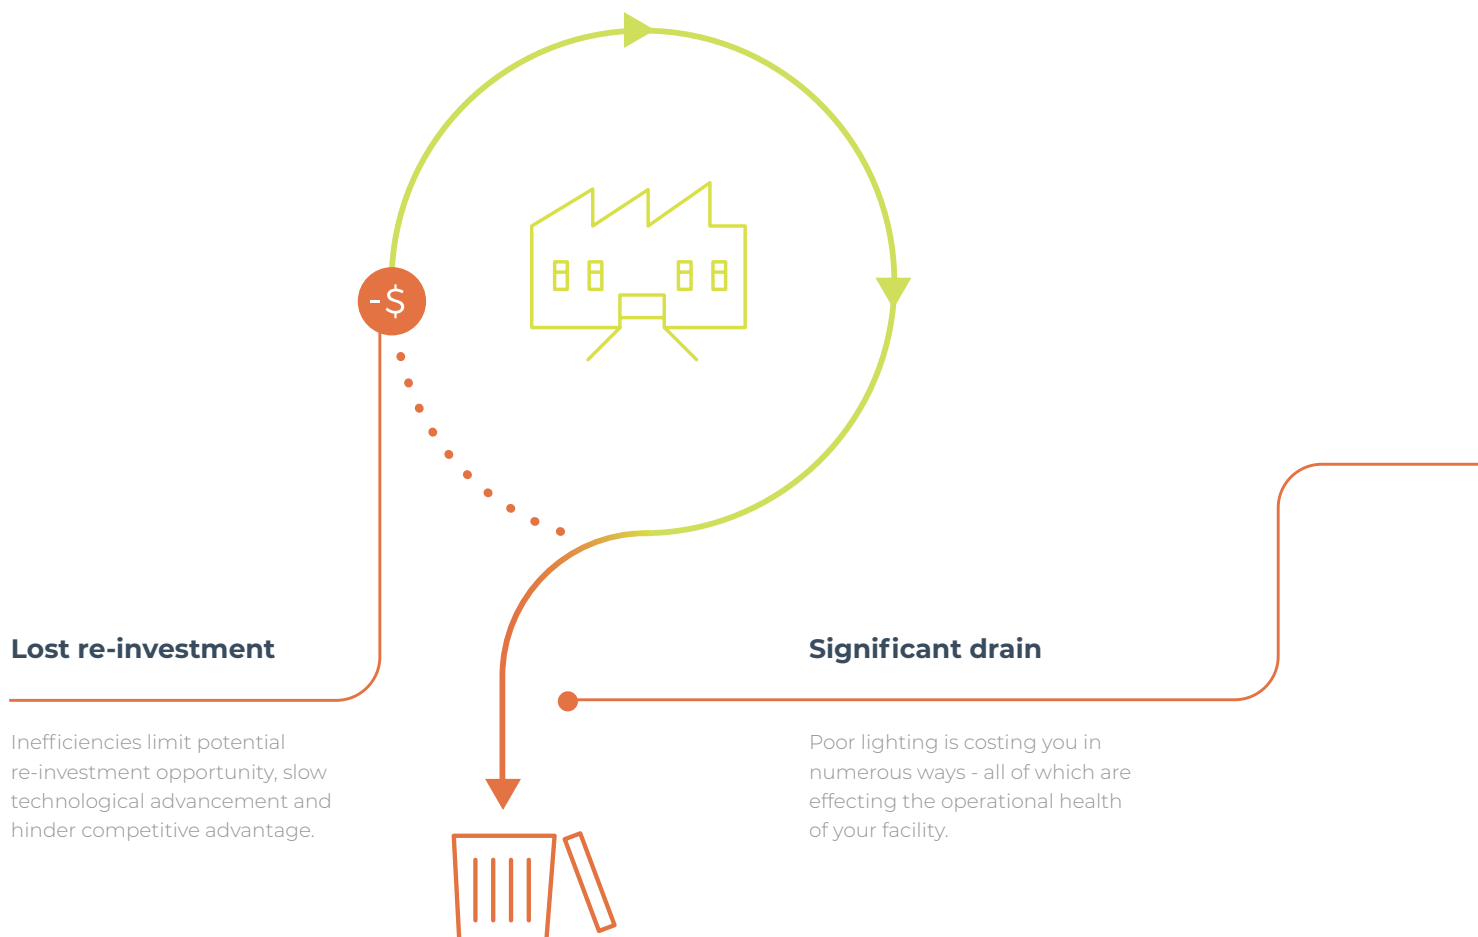 -$
Lost re-investment
Inefficiencies limit potential
re-investment opportunity, slow
technological advancement and
hinder competitive advantage.
Significant drain
Poor lighting is costing you in
numerous ways - all of which are
effecting the operational health
of your facility.